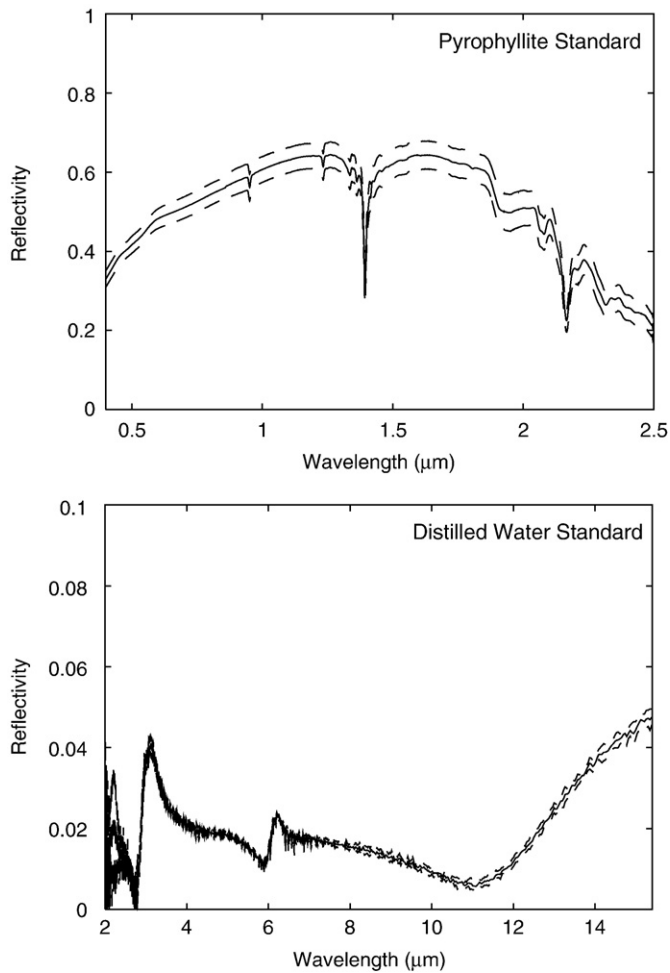 1
Pyrophyllite Standard
0.8
0.6
Reflectivity
0.4
0.2
0
0.5 1 1.5 2 2.5
Wavelength (μm)
0.1
Distilled Water Standard
0.08
0.06
Reflectivity
0.04
0.02
0
2 4 6 8 10 12 14
Wavelength (μm)